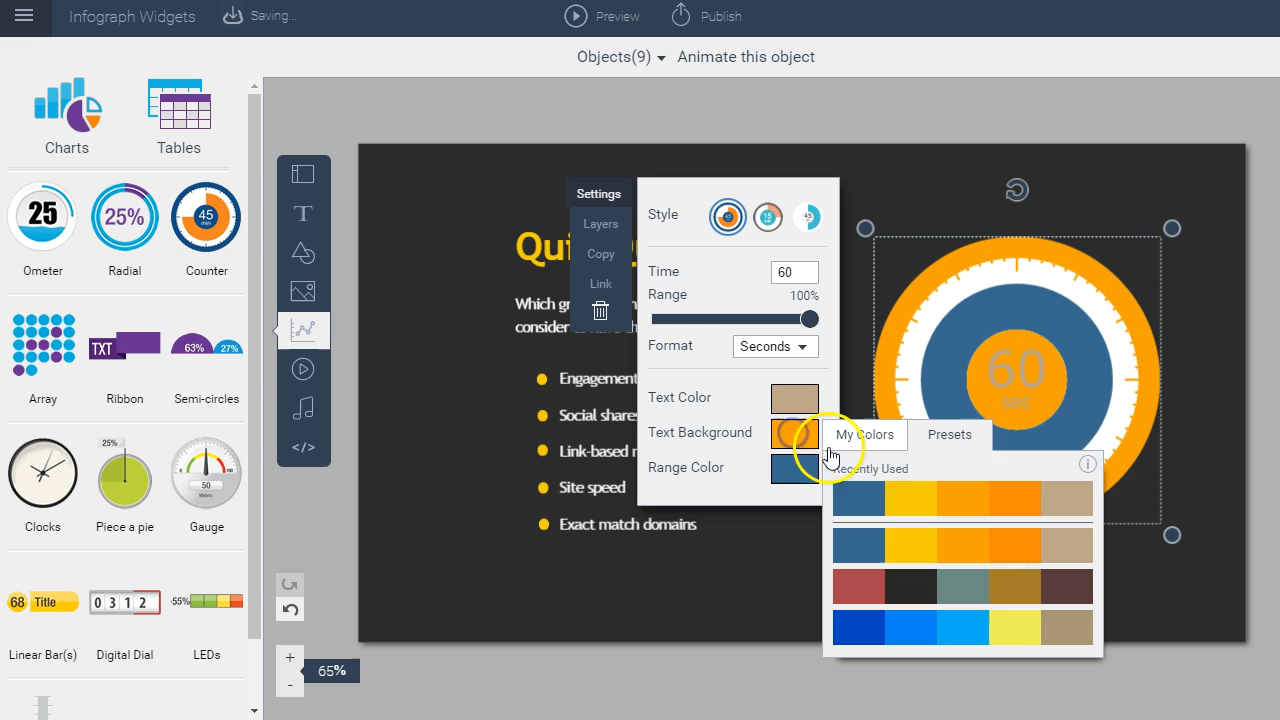 Infograph Widgets
Saving...
Preview
Publish
Objects(9)
Animate this object
Charts
Tables
25
25%
45
min
Ometer
Radial
Counter
TXT
63%
27%
Array
Ribbon
Semi-circles
25%
50
Clocks
Piece a pie
Gauge
68 Title
0 3 1 2
55%
Linear Bar(s)
Digital Dial
LEDs
T
</>
+
65%
-
Settings
Layers
Copy
Link
Style
45
15
45
Time
60
Range
100%
Format
Seconds
Text Color
Text Background
Range Color
Which
Engagement
Social shares
Link-based
Site speed
Exact match domains
60
sec
My Colors
Presets
Recently Used
i